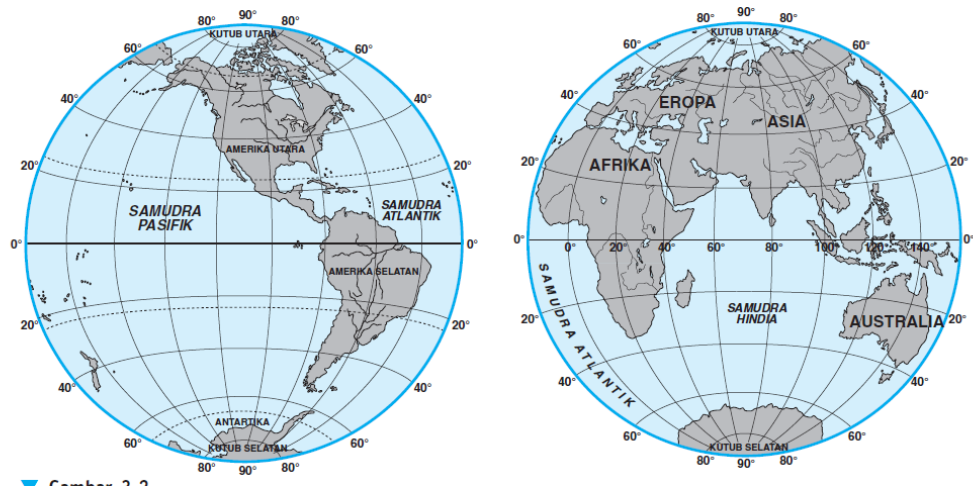 80° 90° 80°
KUTUB UTARA
60° 60°
40° 40°
AMERIKA UTARA
20° 20°
SAMUDRA
PASIFIK
SAMUDRA
ATLANTIK
0° 0°
AMERIKA SELATAN
20° 20°
40° 40°
ANTARTIKA
60° 60°
KUTUB SELATAN
80° 90° 80°
80° 90° 80°
KUTUB UTARA
60° 60°
40° 40°
EROPA
ASIA
20° AFRIKA 20°
0° 0° 20° 40° 60° 80° 100° 120° 140° 0°
SAMUDRA ATLANTIK
SAMUDRA
HINDIA
20° AUSTRALIA 20°
40° 40°
60° 60°
KUTUB SELATAN
80° 90° 80°